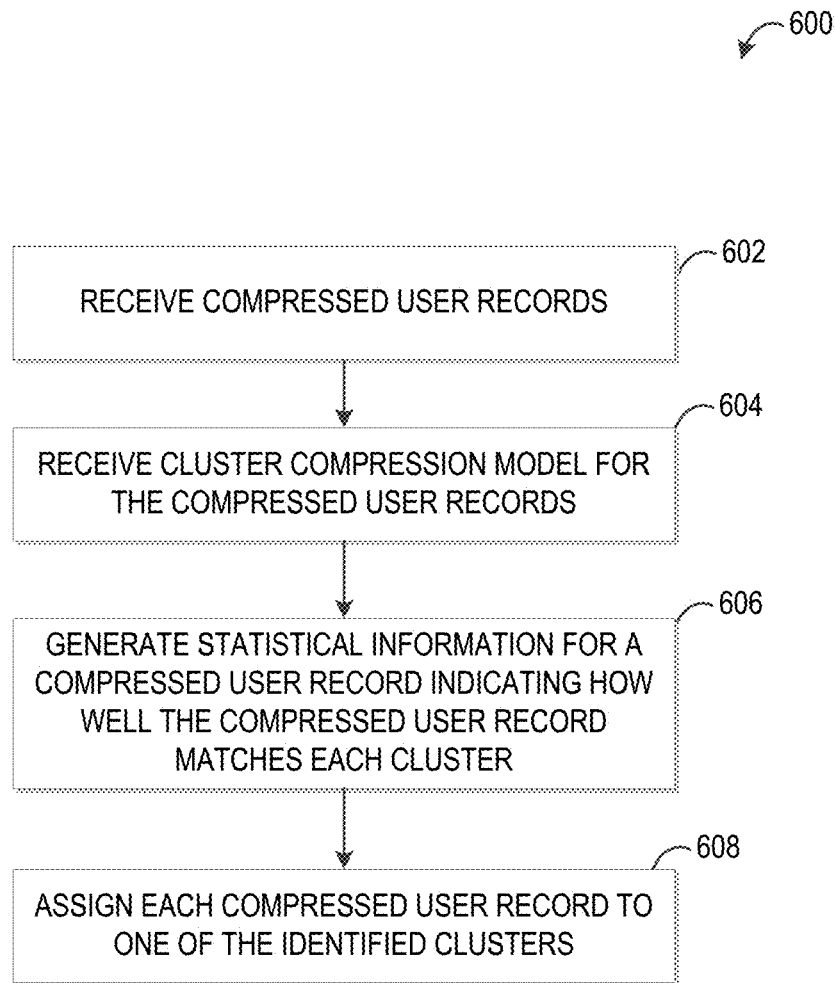 600
602
RECEIVE COMPRESSED USER RECORDS
604
RECEIVE CLUSTER COMPRESSION MODEL FOR
THE COMPRESSED USER RECORDS
606
GENERATE STATISTICAL INFORMATION FOR A
COMPRESSED USER RECORD INDICATING HOW
WELL THE COMPRESSED USER RECORD
MATCHES EACH CLUSTER
608
ASSIGN EACH COMPRESSED USER RECORD TO
ONE OF THE IDENTIFIED CLUSTERS